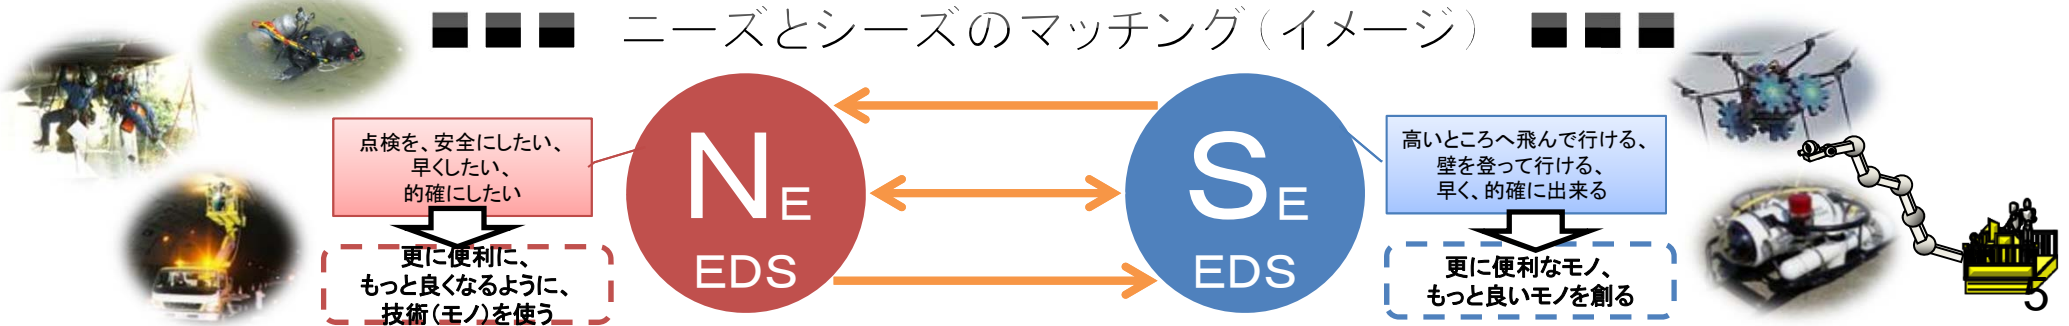 ニーズとシーズのマッチング(イメージ)
点検を、安全にしたい、
早くしたい、
的確にしたい
更に便利に、
もっと良くなるように、
技術(モノ)を使う
NE
EDS
SE
EDS
高いところへ飛んで行ける、
壁を登って行ける、
早く、的確に出来る
更に便利なモノ、
もっと良いモノを創る